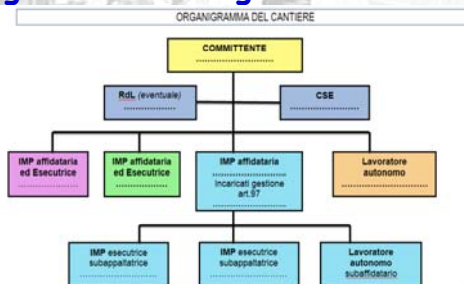 ORGANIGRAMMA DEL CANTIERE
COMMITTENTE
............................
RdL (eventuale)
..................
CSE
........................
IMP affidataria
ed Esecutrice
.....................
IMP affidataria
ed Esecutrice
..................
IMP affidataria
..........................
Incaricati gestione
art.97
..........................
Lavoratore
autonomo
..............................
IMP esecutrice
subappaltatrice
...........................
IMP esecutrice
subappaltatrice
...........................
Lavoratore
autonomo
subaffidatario